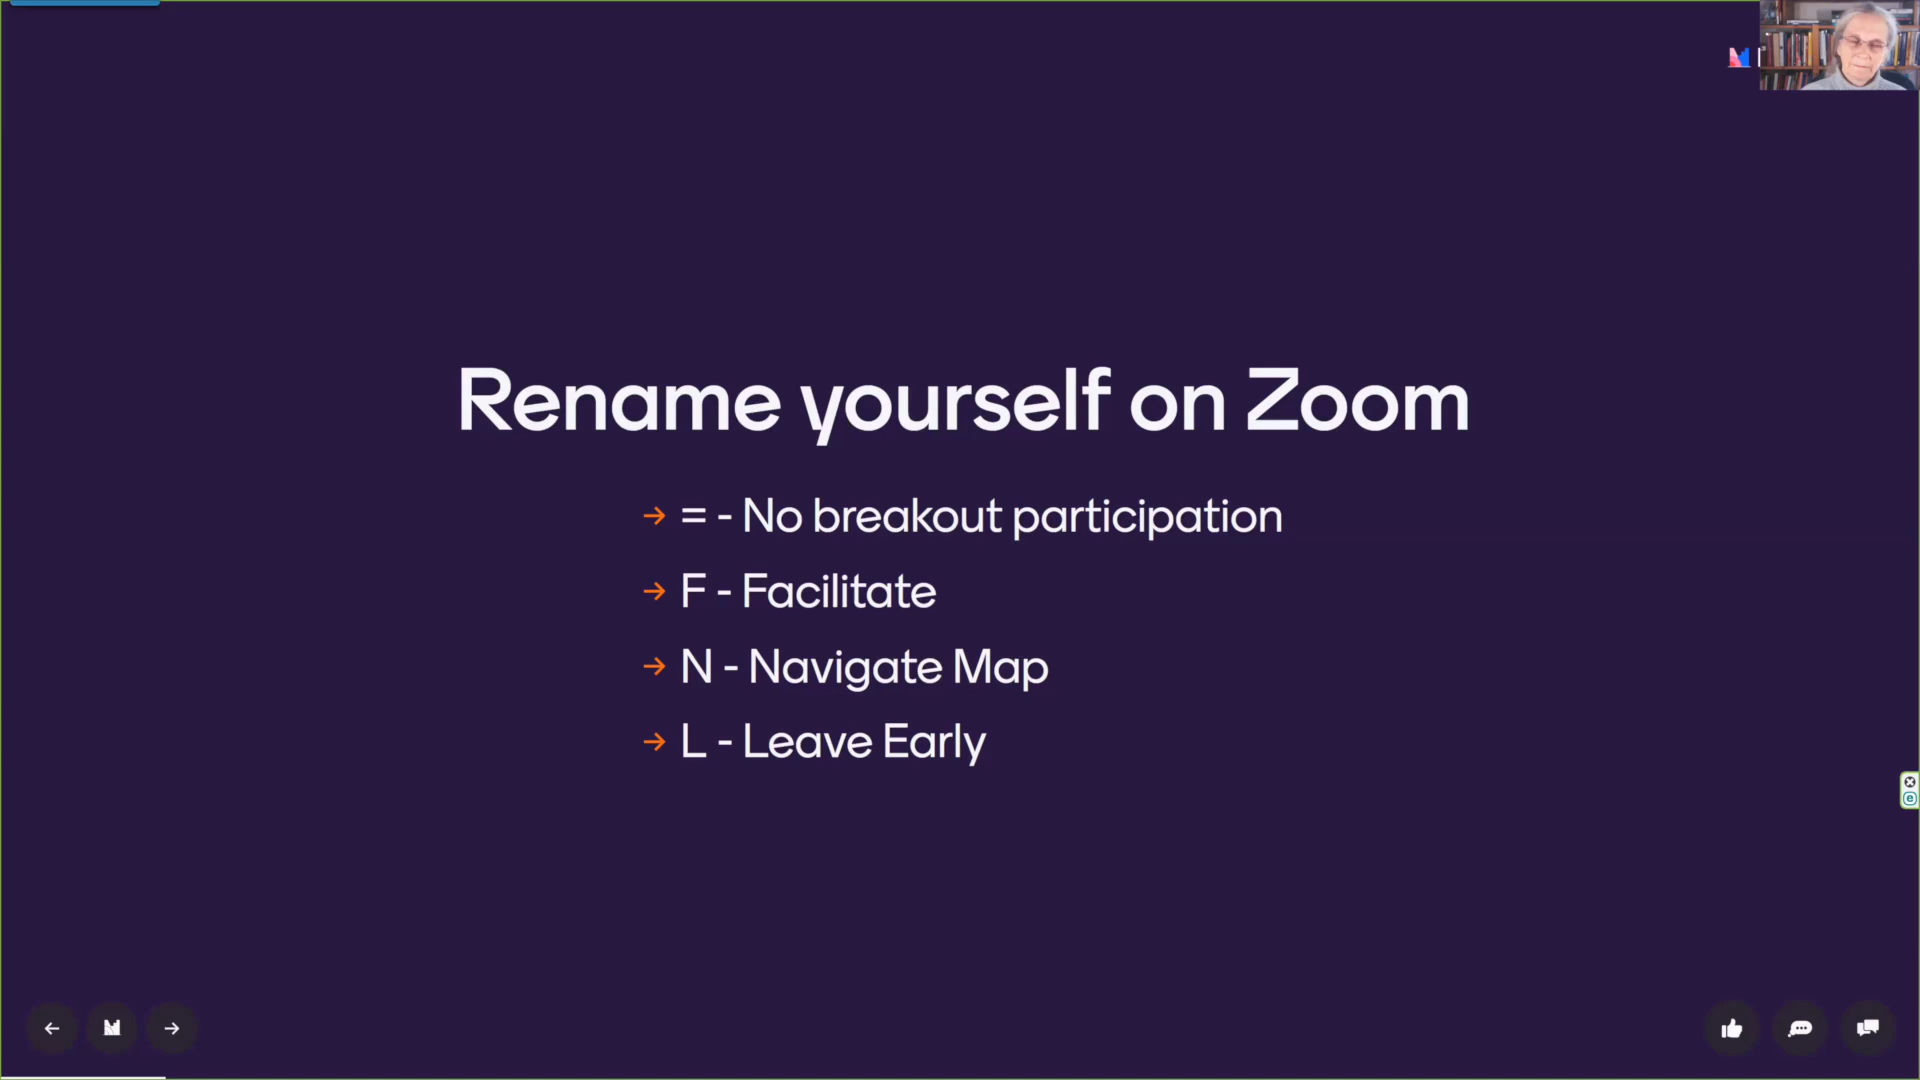 Rename yourself on Zoom
→ = - No breakout participation
→ F - Facilitate
→ N - Navigate Map
→ L - Leave Early